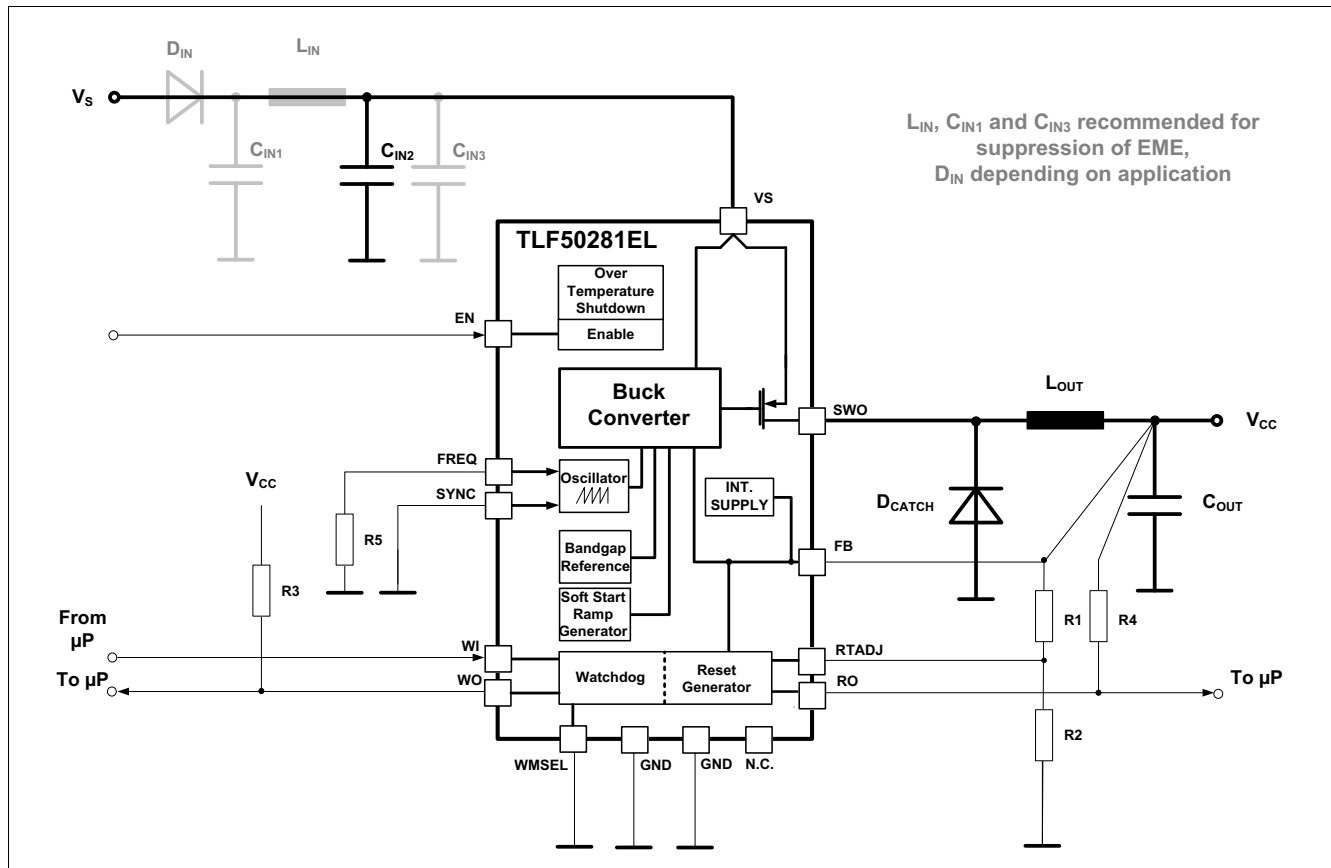 DIN
LIN
VS
CIN1
CIN2
CIN3
LIN, CIN1 and CIN3 recommended for
suppression of EME,
DIN depending on application
VS
TLF50281EL
Over
Temperature
Shutdown
EN
Enable
Buck
Converter
LOUT
SWO
VCC
FREQ
Oscillator
SYNC
VCC
INT.
SUPPLY
DCATCH
COUT
R5
Bandgap
Reference
FB
R3
Soft Start
Ramp
Generator
R1
R4
From
µP
WI
RTADJ
Watchdog
Reset
Generator
To µP
WO
RO
To µP
R2
WMSEL
GND
GND
N.C.